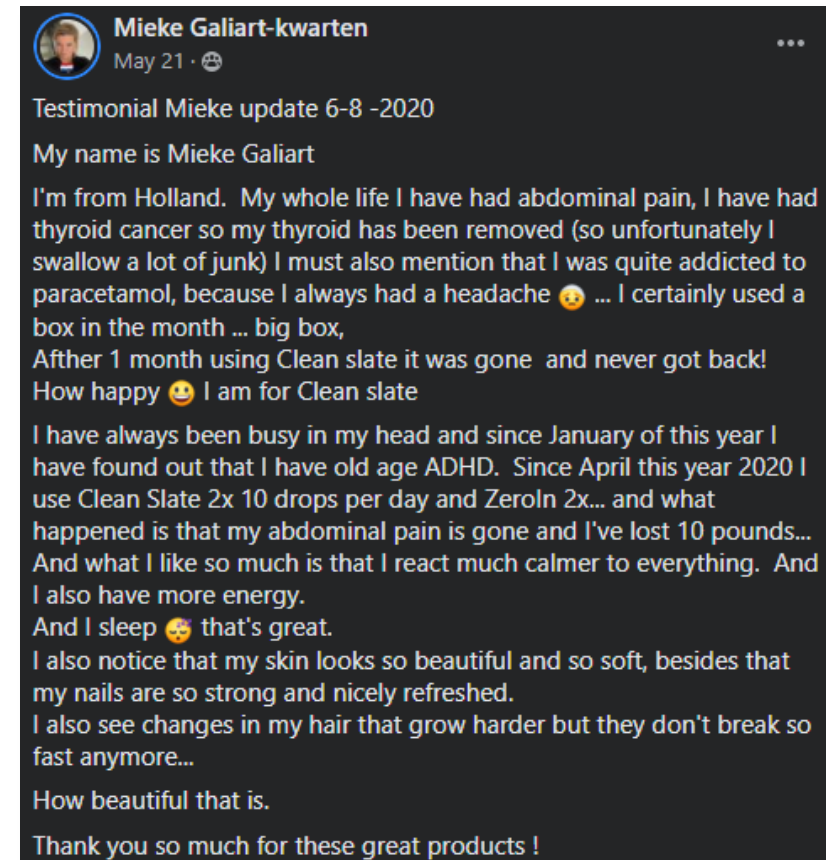 Mieke Galiart-kwarten
May 21 ·
Testimonial Mieke update 6-8 -2020
My name is Mieke Galiart
I'm from Holland.  My whole life I have had abdominal pain, I have had
thyroid cancer so my thyroid has been removed (so unfortunately I
swallow a lot of junk) I must also mention that I was quite addicted to
paracetamol, because I always had a headache 🤕 ... I certainly used a
box in the month ... big box,
Afther 1 month using Clean slate it was gone  and never got back!
How happy 😀 I am for Clean slate
I have always been busy in my head and since January of this year I
have found out that I have old age ADHD.  Since April this year 2020 I
use Clean Slate 2x 10 drops per day and ZeroIn 2x... and what
happened is that my abdominal pain is gone and I've lost 10 pounds...
And what I like so much is that I react much calmer to everything.  And
I also have more energy.
And I sleep 😴 that's great.
I also notice that my skin looks so beautiful and so soft, besides that
my nails are so strong and nicely refreshed.
I also see changes in my hair that grow harder but they don't break so
fast anymore...
How beautiful that is.
Thank you so much for these great products !